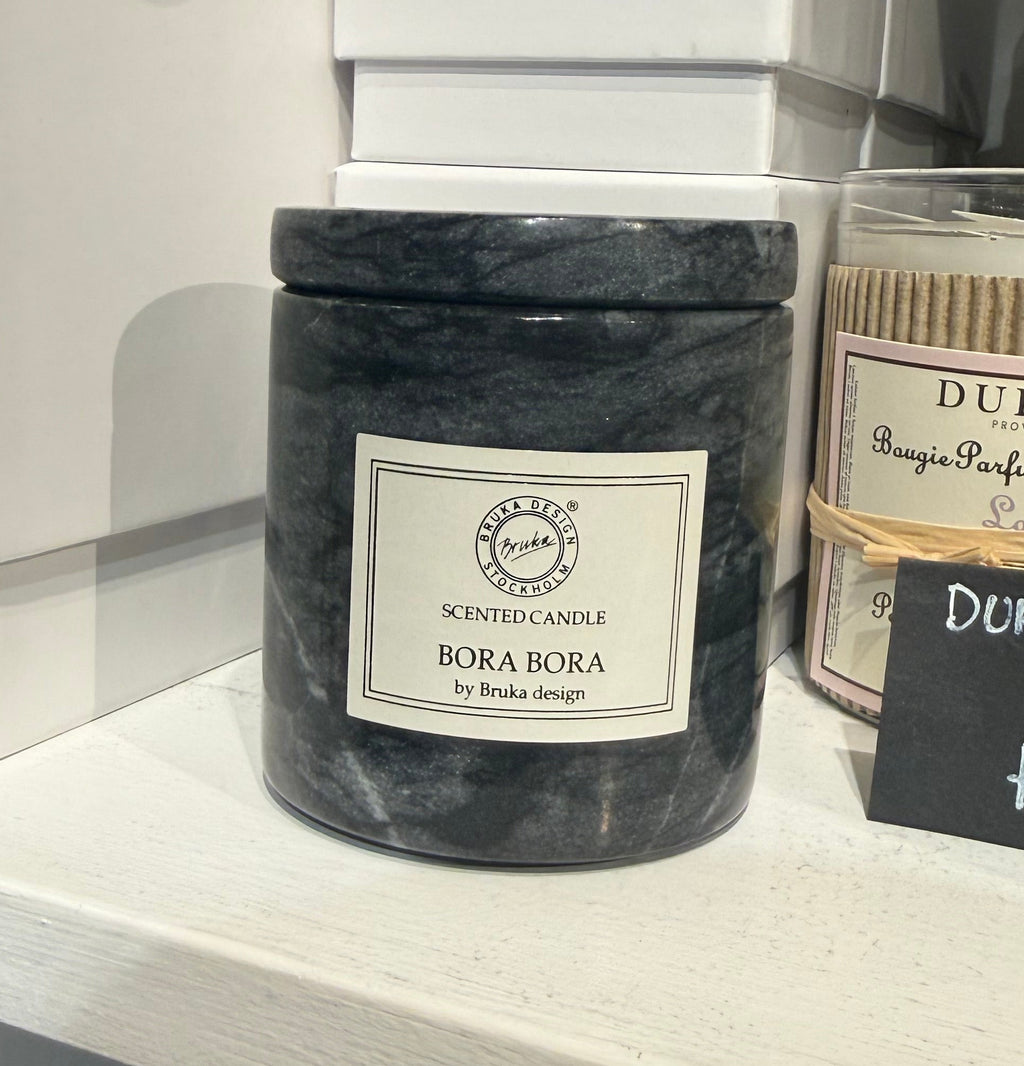 BRUKA DESIGN ®
Bruka
STOCKHOLM
SCENTED CANDLE
BORA BORA
by Bruka design
DU
PROV
Bougie Parfu
DU